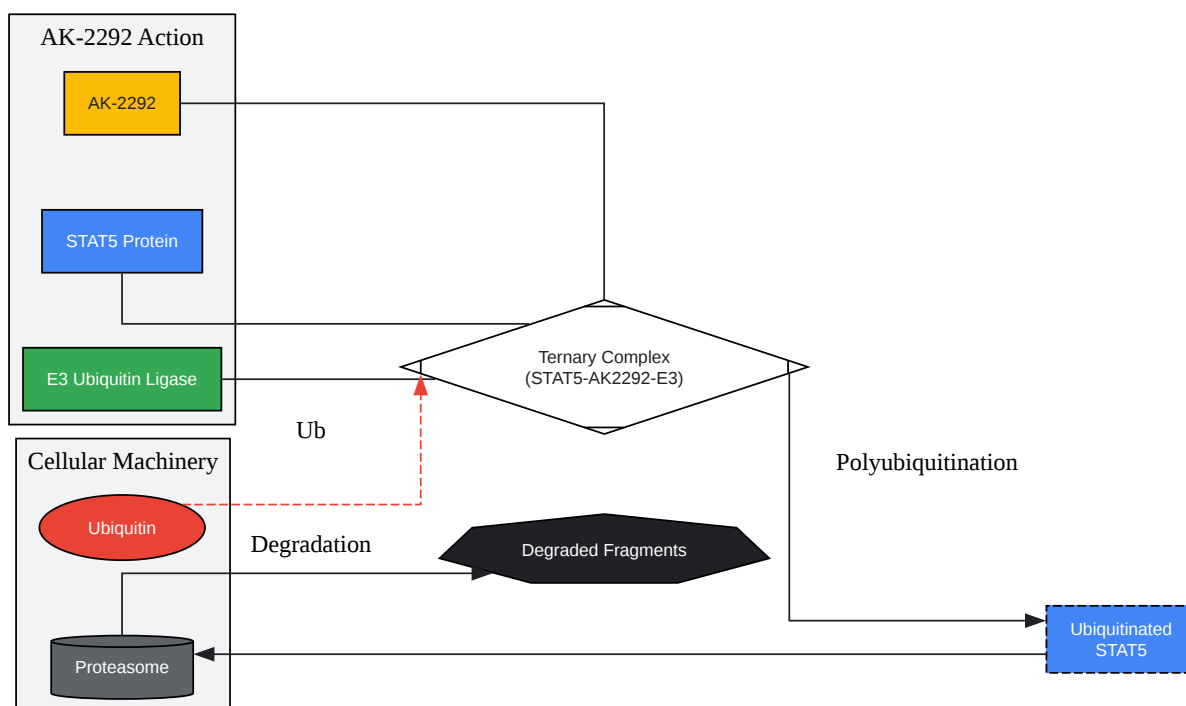 AK-2292 Action
AK-2292
STAT5 Protein
E3 Ubiquitin Ligase
Ternary Complex
(STAT5-AK2292-E3)
Ub
Cellular Machinery
Polyubiquitination
Ubiquitin
Degradation
Degraded Fragments
Proteasome
Ubiquitinated
STAT5